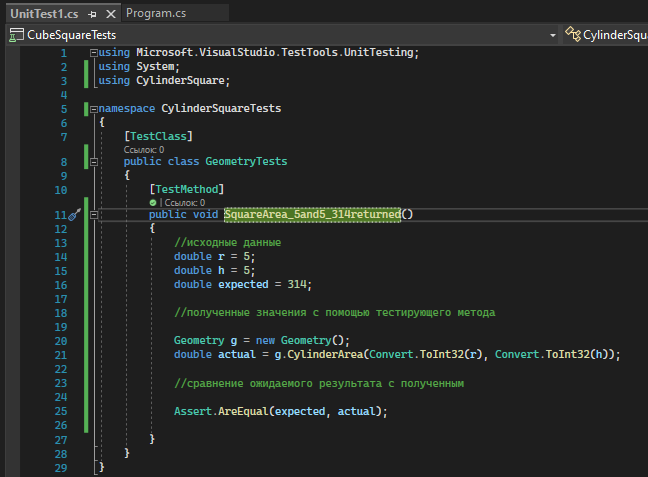 UnitTest1.cs Program.cs
CubeSquareTests CylinderSqua
1 using Microsoft.VisualStudio.TestTools.UnitTesting;
2 using System;
3 using CylinderSquare;
4
5 namespace CylinderSquareTests
6 {
7 [TestClass]
Ссылок: 0
8 public class GeometryTests
9 {
10 [TestMethod]
| Ссылок: 0
11 public void SquareArea_5and5_314returned()
12 {
13 //исходные данные
14 double r = 5;
15 double h = 5;
16 double expected = 314;
17
18 //полученные значения с помощью тестирующего метода
19
20 Geometry g = new Geometry();
21 double actual = g.CylinderArea(Convert.ToInt32(r), Convert.ToInt32(h));
22
23 //сравнение ожидаемого результата с полученным
24
25 Assert.AreEqual(expected, actual);
26
27 }
28 }
29 }